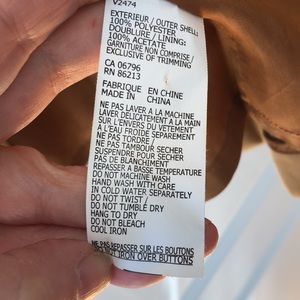 V2474
EXTERIEUR / OUTER SHELL:
100% POLYESTER
DOUBLURE / LINING:
100% ACETATE
GARNITURE NON COMPRISE /
EXCLUSIVE OF TRIMMING
CA 06796
RN 86213
FABRIQUE EN CHINE
MADE IN CHINA
NE PAS LAVER A LA MACHINE
LAVER DÉLICATEMENT À LA MAIN
SUR L'ENVERS DU VETEMENT
A L'EAU FROIDE SEPAREMENT
NE PAS TORDRE /
NE PAS TAMBOUR SECHER
SUSPENDRE POUR SECHER
PAS DE BLANCHIMENT
REPASSER A BASSE TEMPERATURE
DO NOT MACHINE WASH
HAND WASH WITH CARE
IN COLD WATER SEPARATELY
DO NOT TWIST /
DO NOT TUMBLE DRY
HANG TO DRY
DO NOT BLEACH
COOL IRON
NE PAS REPASSER SUR LES BOUTONS
DO NOT IRON OVER BUTTONS